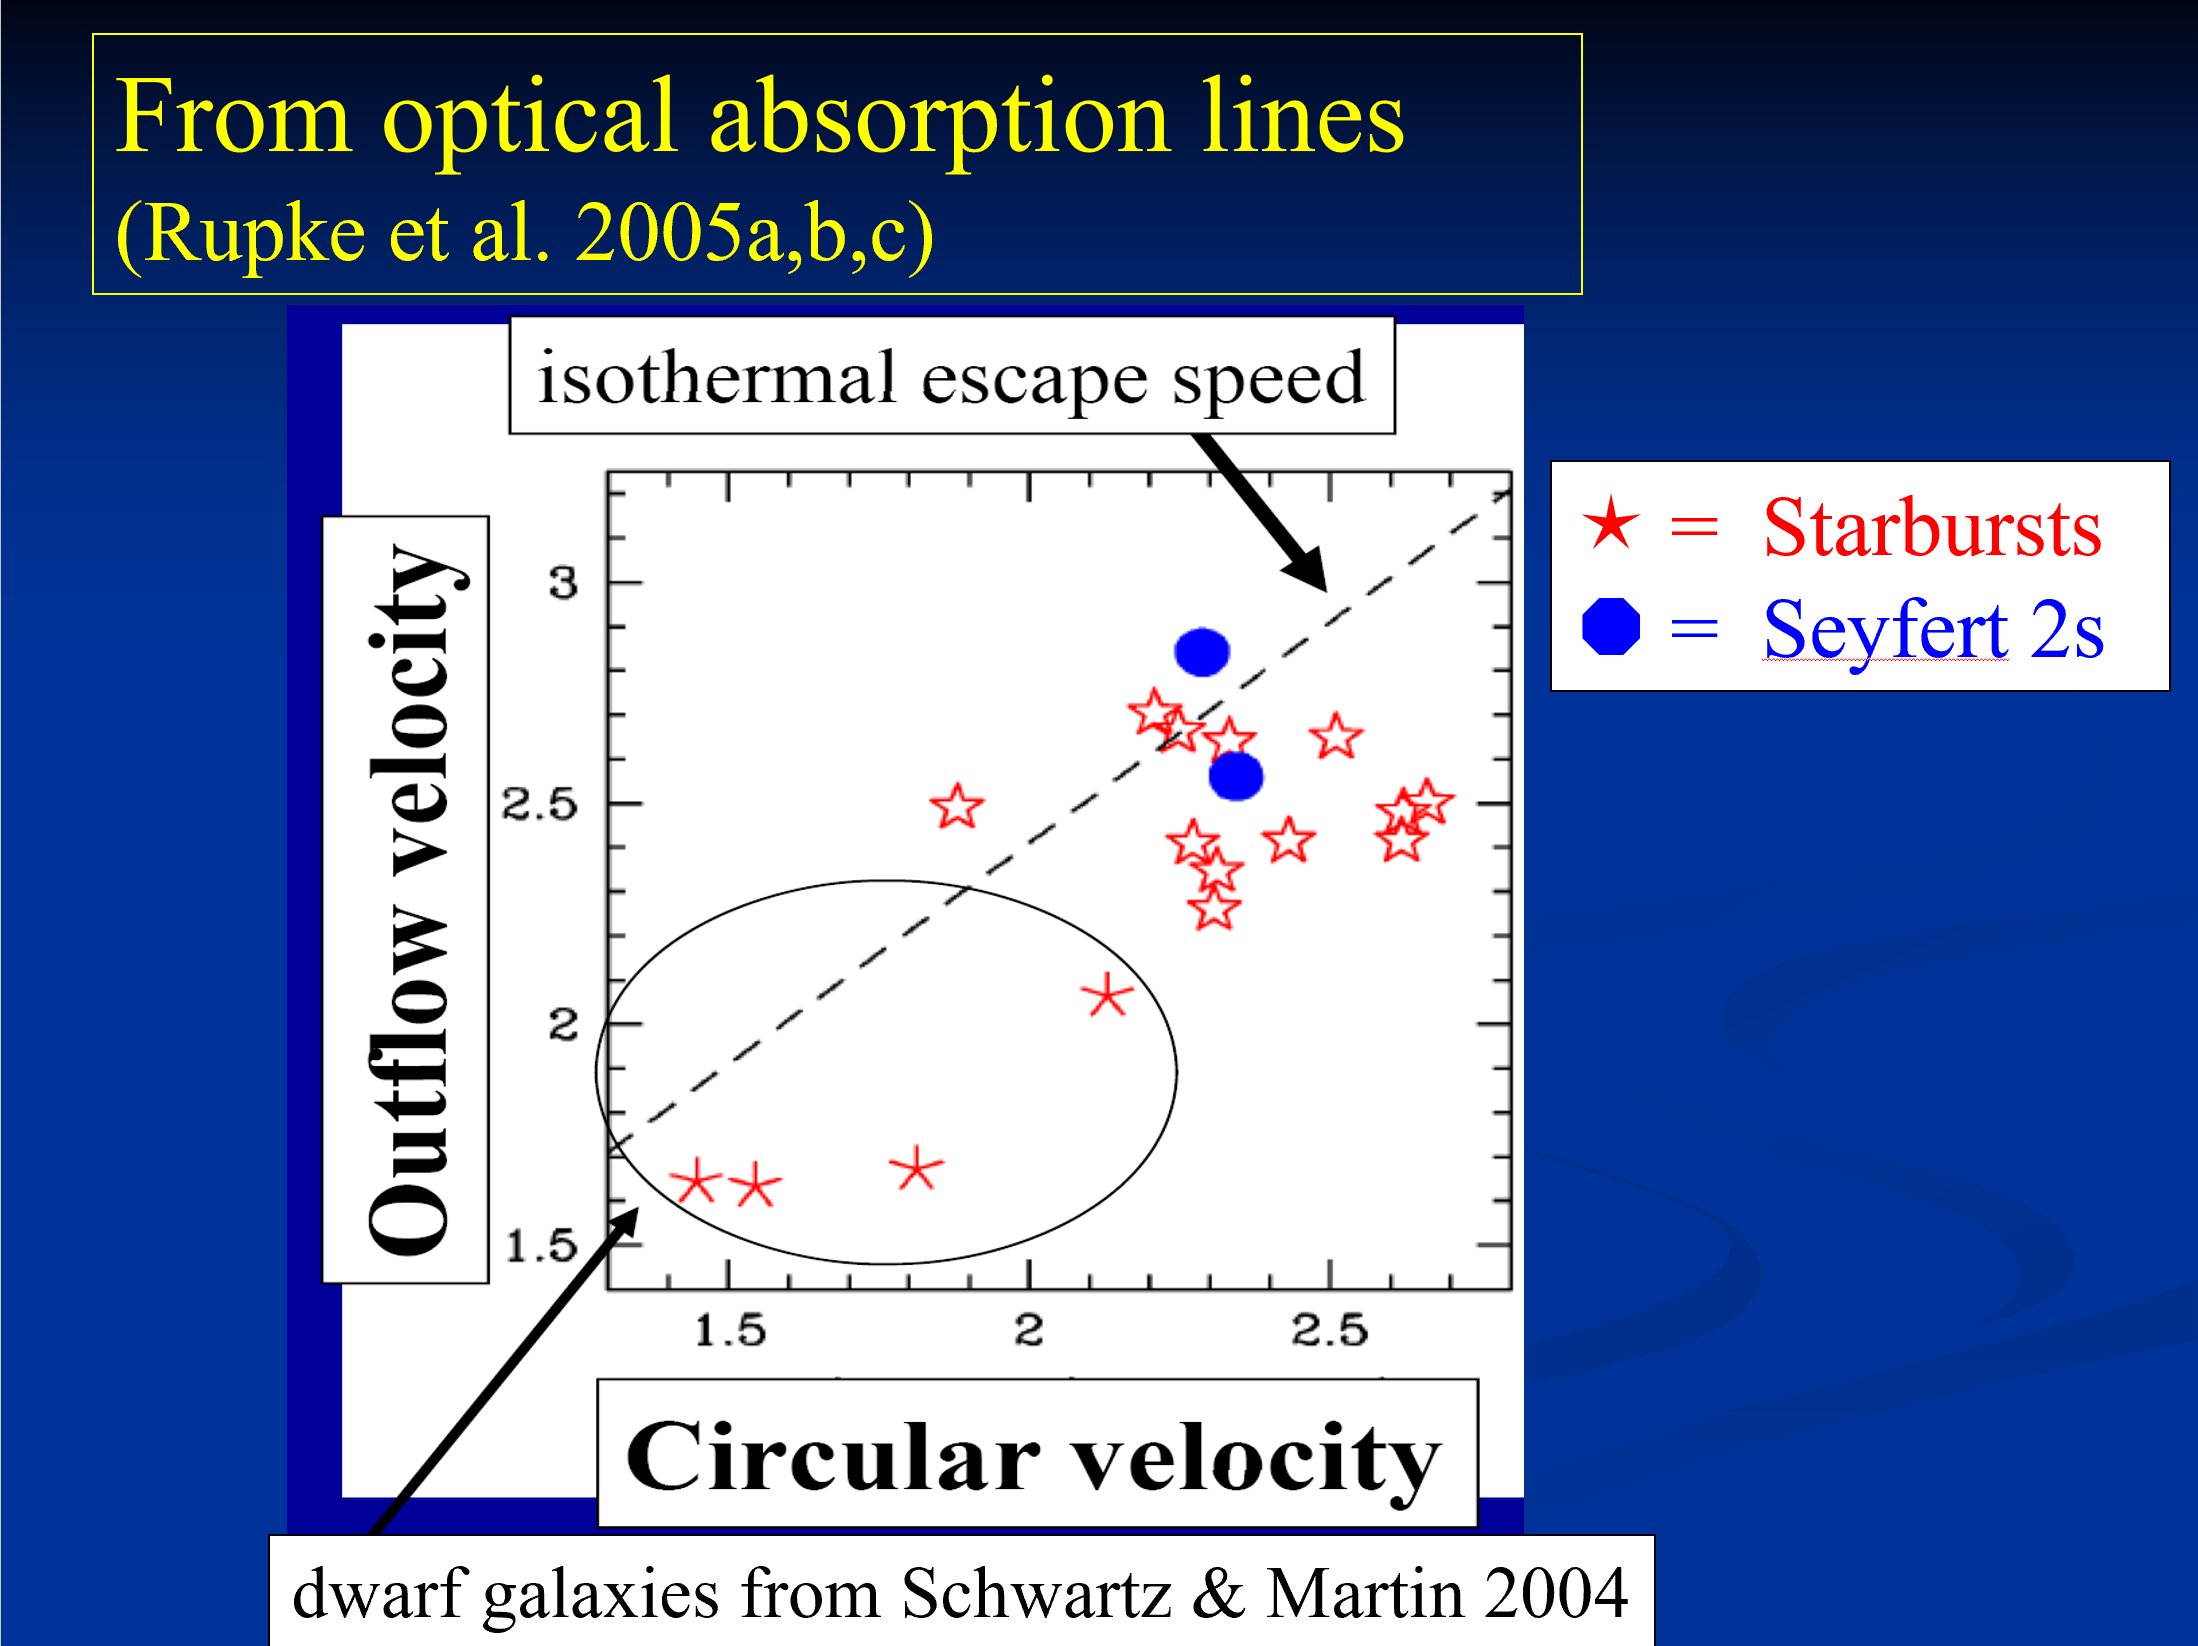 From optical absorption lines
(Rupke et al. 2005a,b,c)
isothermal escape speed
= Starbursts
= Seyfert 2s
Outflow velocity
3
2.5
2
1.5
1.5 2 2.5
Circular velocity
dwarf galaxies from Schwartz & Martin 2004